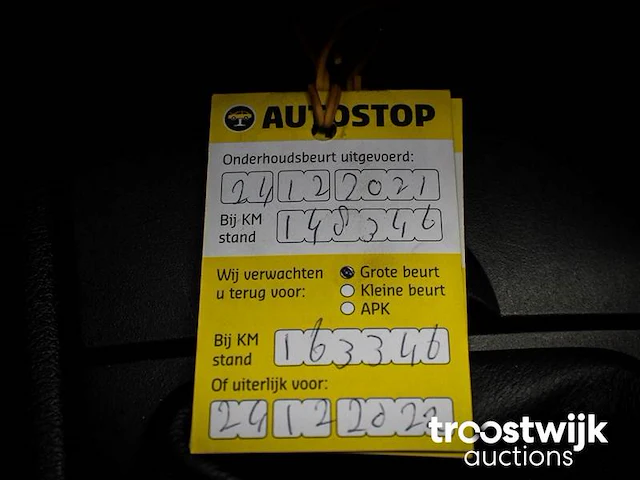 AUTOSTOP
Onderhoudsbeurt uitgevoerd:
24 12 2021
Bij KM stand 148346
Wij verwachten u terug voor:
Grote beurt
Kleine beurt
APK
Bij KM stand 163346
Of uiterlijk voor:
24 12 2022
troostwijk
auctions